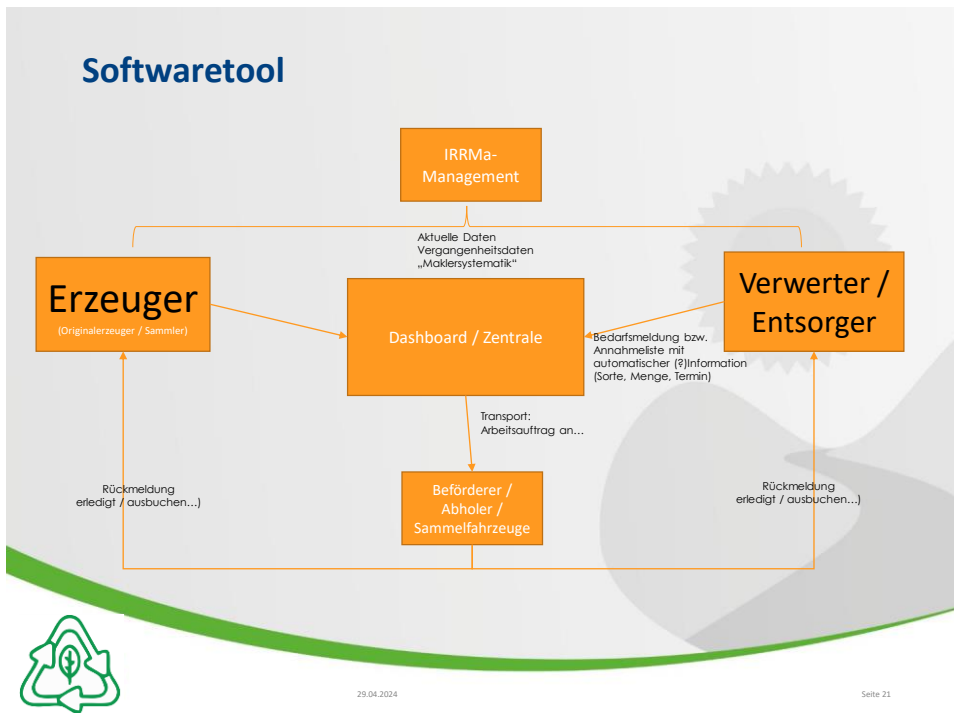 Softwaretool
IRRMa-
Management
Aktuelle Daten
Vergangenheitsdaten
„Maklersystematik“
Erzeuger
(Originalerzeuger / Sammler)
Dashboard / Zentrale
Verwerter /
Entsorger
Bedarfsmeldung bzw.
Annahmeliste mit
automatischer (?)Information
(Sorte, Menge, Termin)
Transport:
Arbeitsauftrag an…
Rückmeldung
erledigt / ausbuchen…)
Beförderer /
Abholer /
Sammelfahrzeuge
Rückmeldung
erledigt / ausbuchen…)
29.04.2024
Seite 21